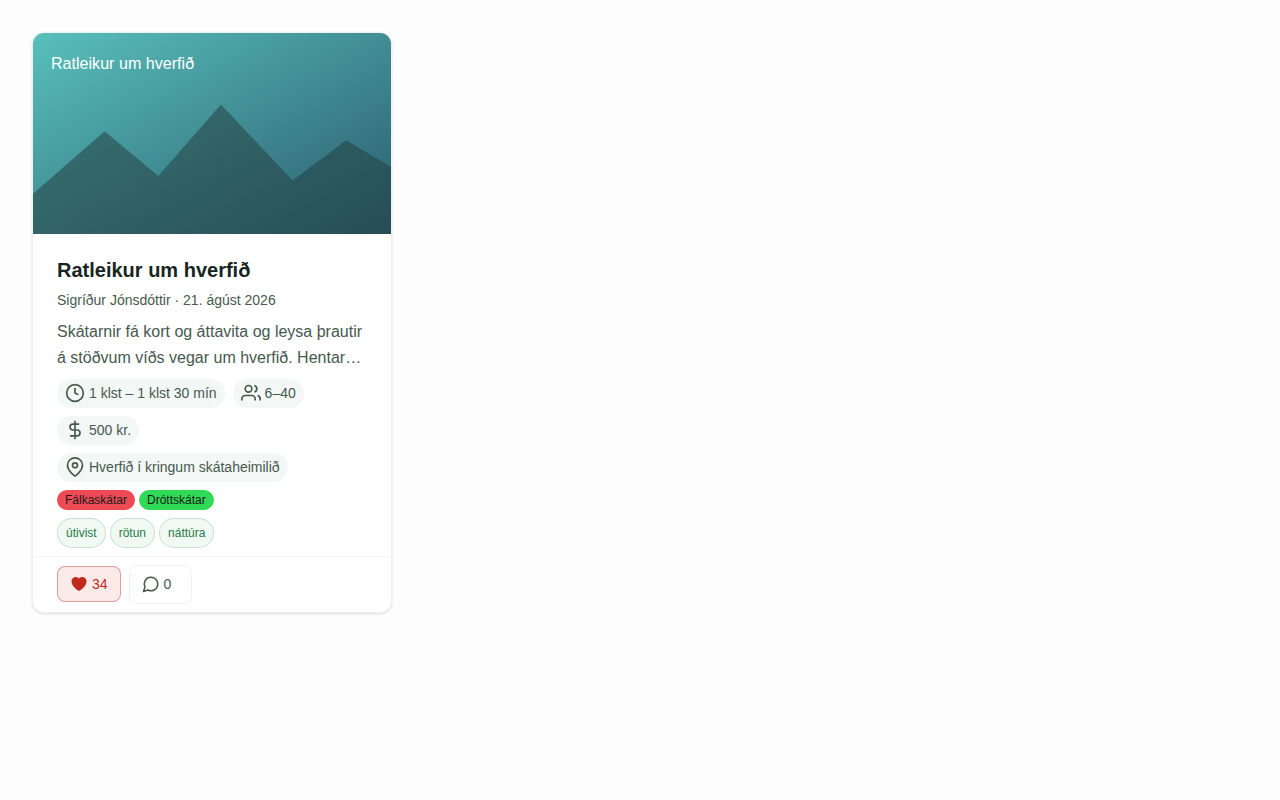 Ratleikur um hverfið
Ratleikur um hverfið
Sigríður Jónsdóttir · 21. ágúst 2026
Skátarnir fá kort og áttavita og leysa þrautir
á stöðvum víðs vegar um hverfið. Hentar…
1 klst – 1 klst 30 mín 6–40
500 kr.
Hverfið í kringum skátaheimilið
Fálkaskátar Dróttskátar
útivist rötun náttúra
34 0